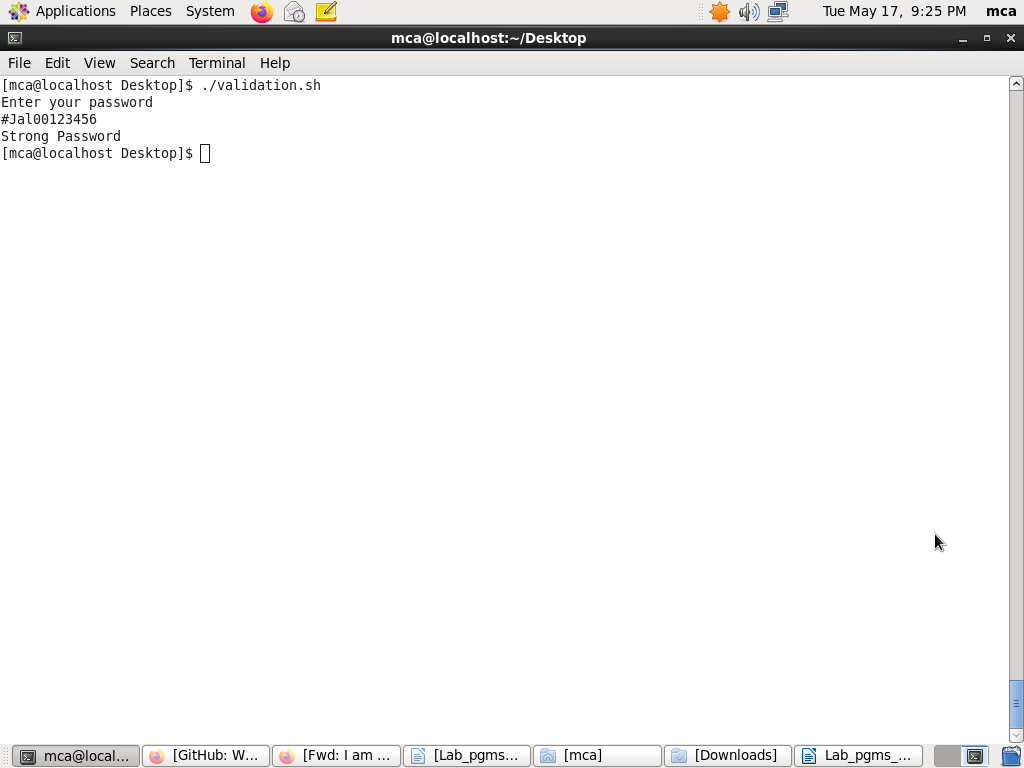 Applications Places System Tue May 17, 9:25 PM mca
mca@localhost:~/Desktop
File Edit View Search Terminal Help
[mca@localhost Desktop]$ ./validation.sh
Enter your password
#Jal00123456
Strong Password
[mca@localhost Desktop]$
mca@local... [GitHub: W... [Fwd: I am ... [Lab_pgms... [mca] [Downloads] Lab_pgms_...